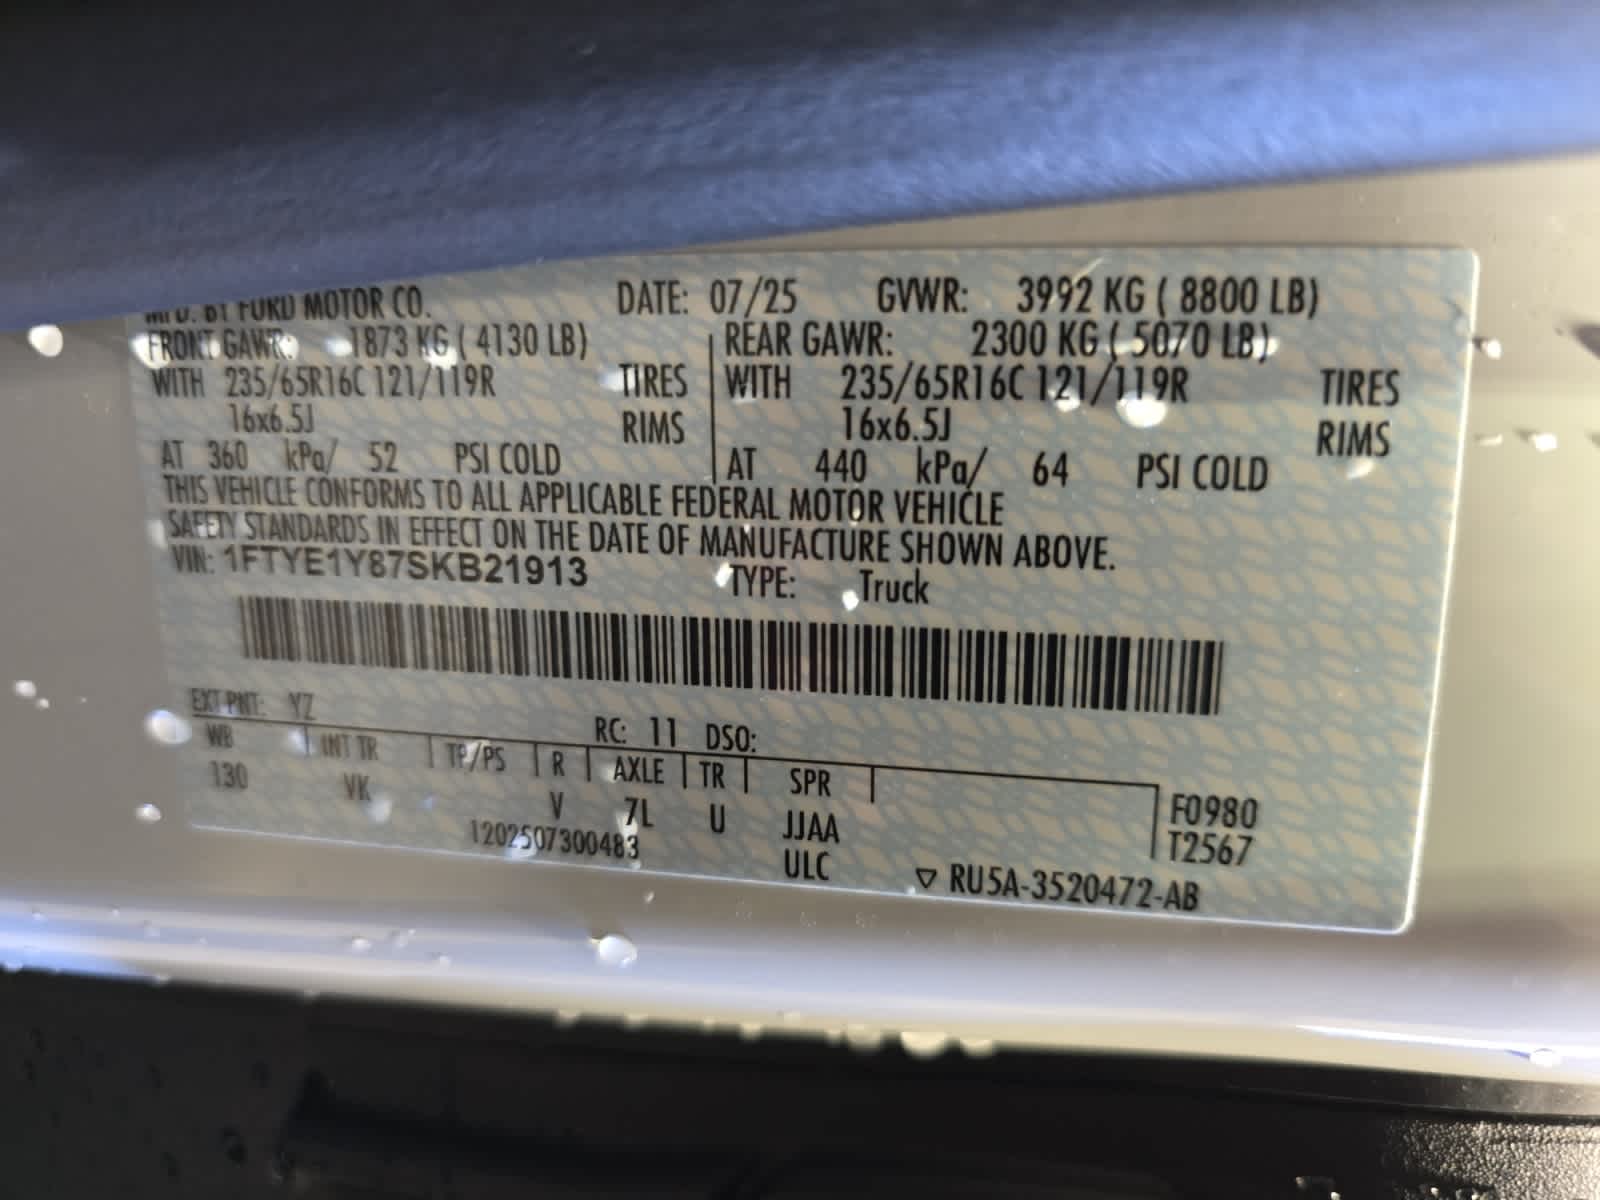 MFD. BY FORD MOTOR CO. DATE: 07/25 GVWR: 3992 KG ( 8800 LB)
FRONT GAWR: 1873 KG ( 4130 LB) REAR GAWR: 2300 KG ( 5070 LB)
WITH 235/65R16C 121/119R TIRES WITH 235/65R16C 121/119R TIRES
16x6.5J RIMS 16x6.5J RIMS
AT 360 kPa/ 52 PSI COLD AT 440 kPa/ 64 PSI COLD
THIS VEHICLE CONFORMS TO ALL APPLICABLE FEDERAL MOTOR VEHICLE
SAFETY STANDARDS IN EFFECT ON THE DATE OF MANUFACTURE SHOWN ABOVE.
VIN: 1FTYE1Y87SKB21913 TYPE: Truck
EXT PNT: YZ RC: 11 DSO:
WB INT TR TP/PS R AXLE TR SPR
130 VK V 7L U JJAA F0980
1202507300483 ULC T2567
▽ RU5A-3520472-AB